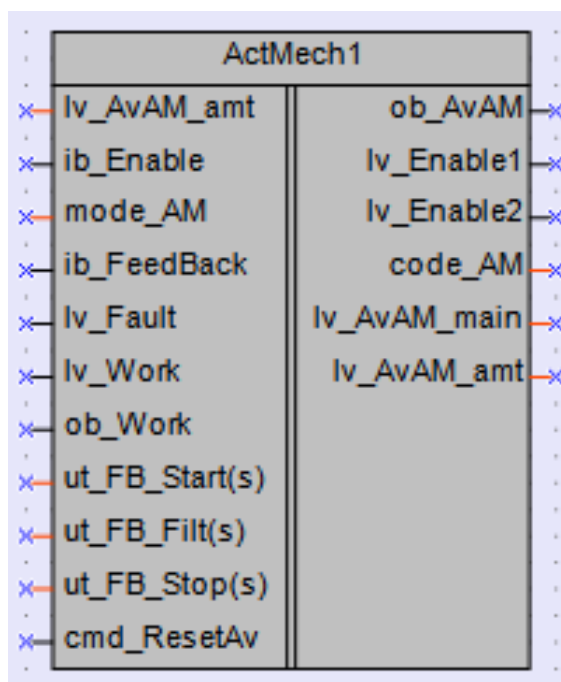 ActMech1
lv_AvAM_amt
ob_AvAM
ib_Enable
lv_Enable1
mode_AM
lv_Enable2
ib_FeedBack
code_AM
lv_Fault
lv_AvAM_main
lv_Work
lv_AvAM_amt
ob_Work
ut_FB_Start(s)
ut_FB_Filt(s)
ut_FB_Stop(s)
cmd_ResetAv